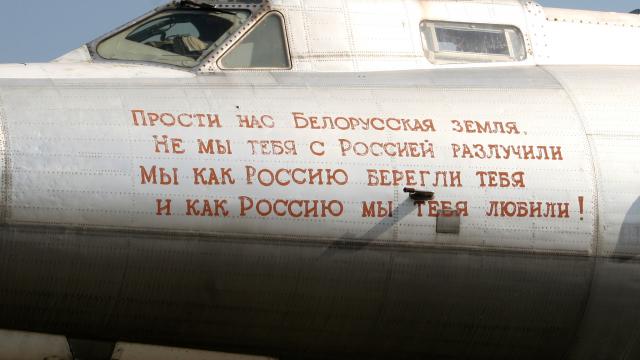 Прости нас Белорусская земля,
Не мы тебя с Россией разлучили
Мы как Россию берегли тебя
и как Россию мы тебя любили!